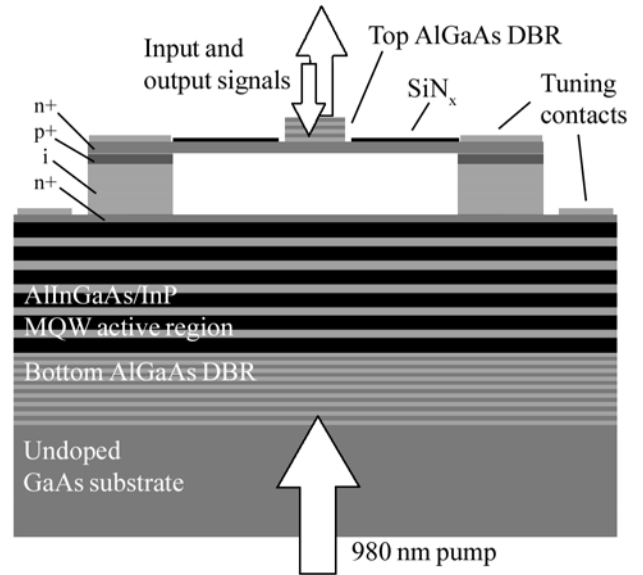 Input and
output signals
Top AlGaAs DBR
SiNx
Tuning
contacts
n+
p+
i
n+
AlInGaAs/InP
MQW active region
Bottom AlGaAs DBR
Undoped
GaAs substrate
980 nm pump